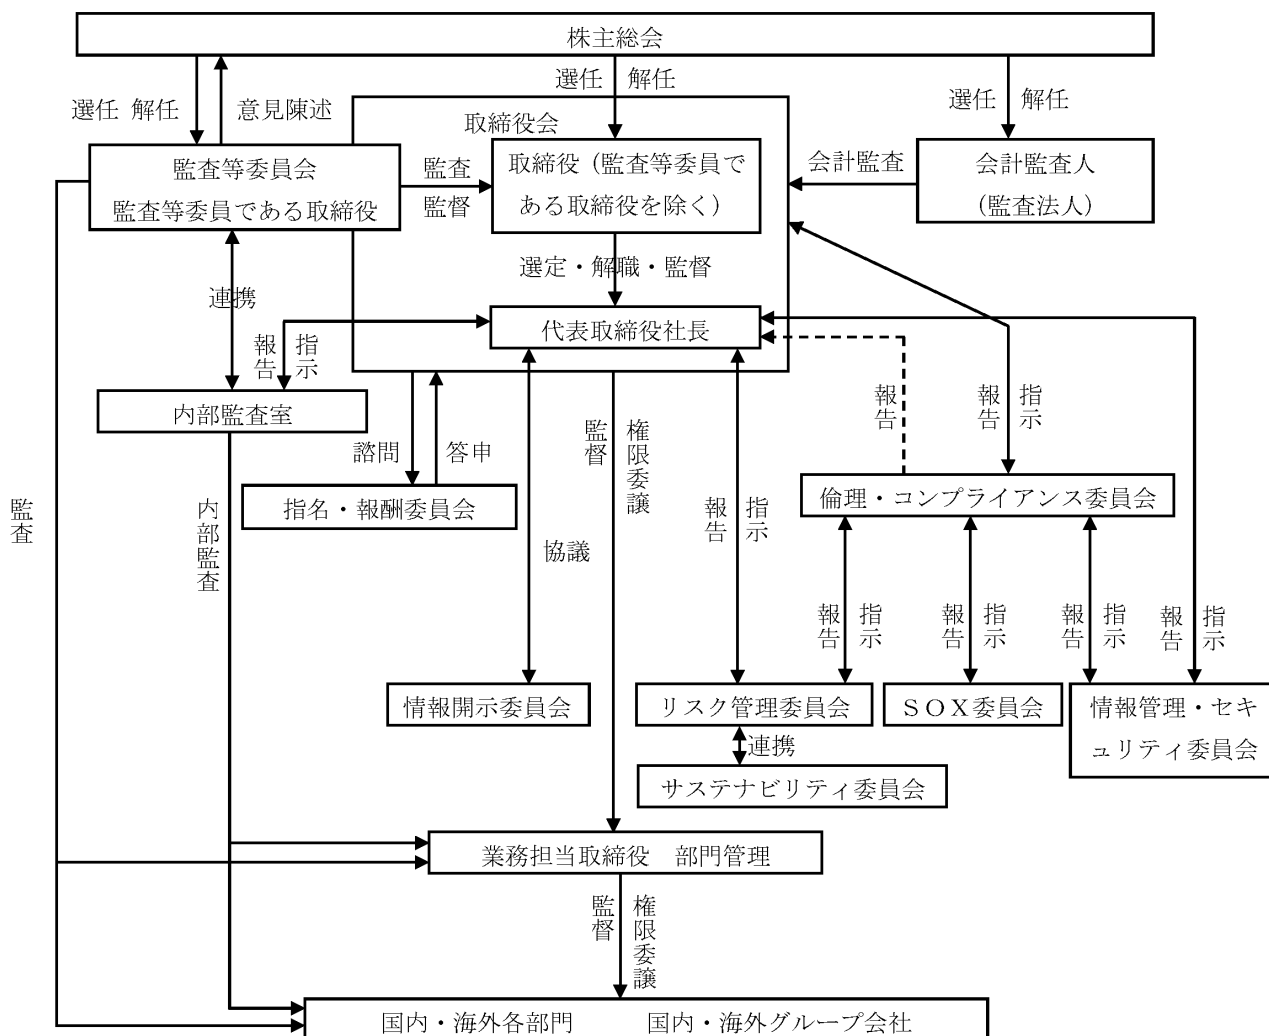 株主総会
選任 解任
意見陳述
選任 解任
選任 解任
取締役会
監査等委員会
監査等委員である取締役
監査
監督
取締役（監査等委員で
ある取締役を除く）
会計監査
会計監査人
（監査法人）
選定・解職・監督
連携
代表取締役社長
報告
指示
内部監査室
諮問
答申
監督
権限委譲
報告
報告
指示
指名・報酬委員会
倫理・コンプライアンス委員会
監査
内部監査
協議
報告
指示
報告
指示
報告
指示
報告
指示
報告
指示
情報開示委員会
リスク管理委員会
ＳＯＸ委員会
情報管理・セキ
ュリティ委員会
連携
サステナビリティ委員会
業務担当取締役　部門管理
監督
権限委譲
国内・海外各部門　　　国内・海外グループ会社